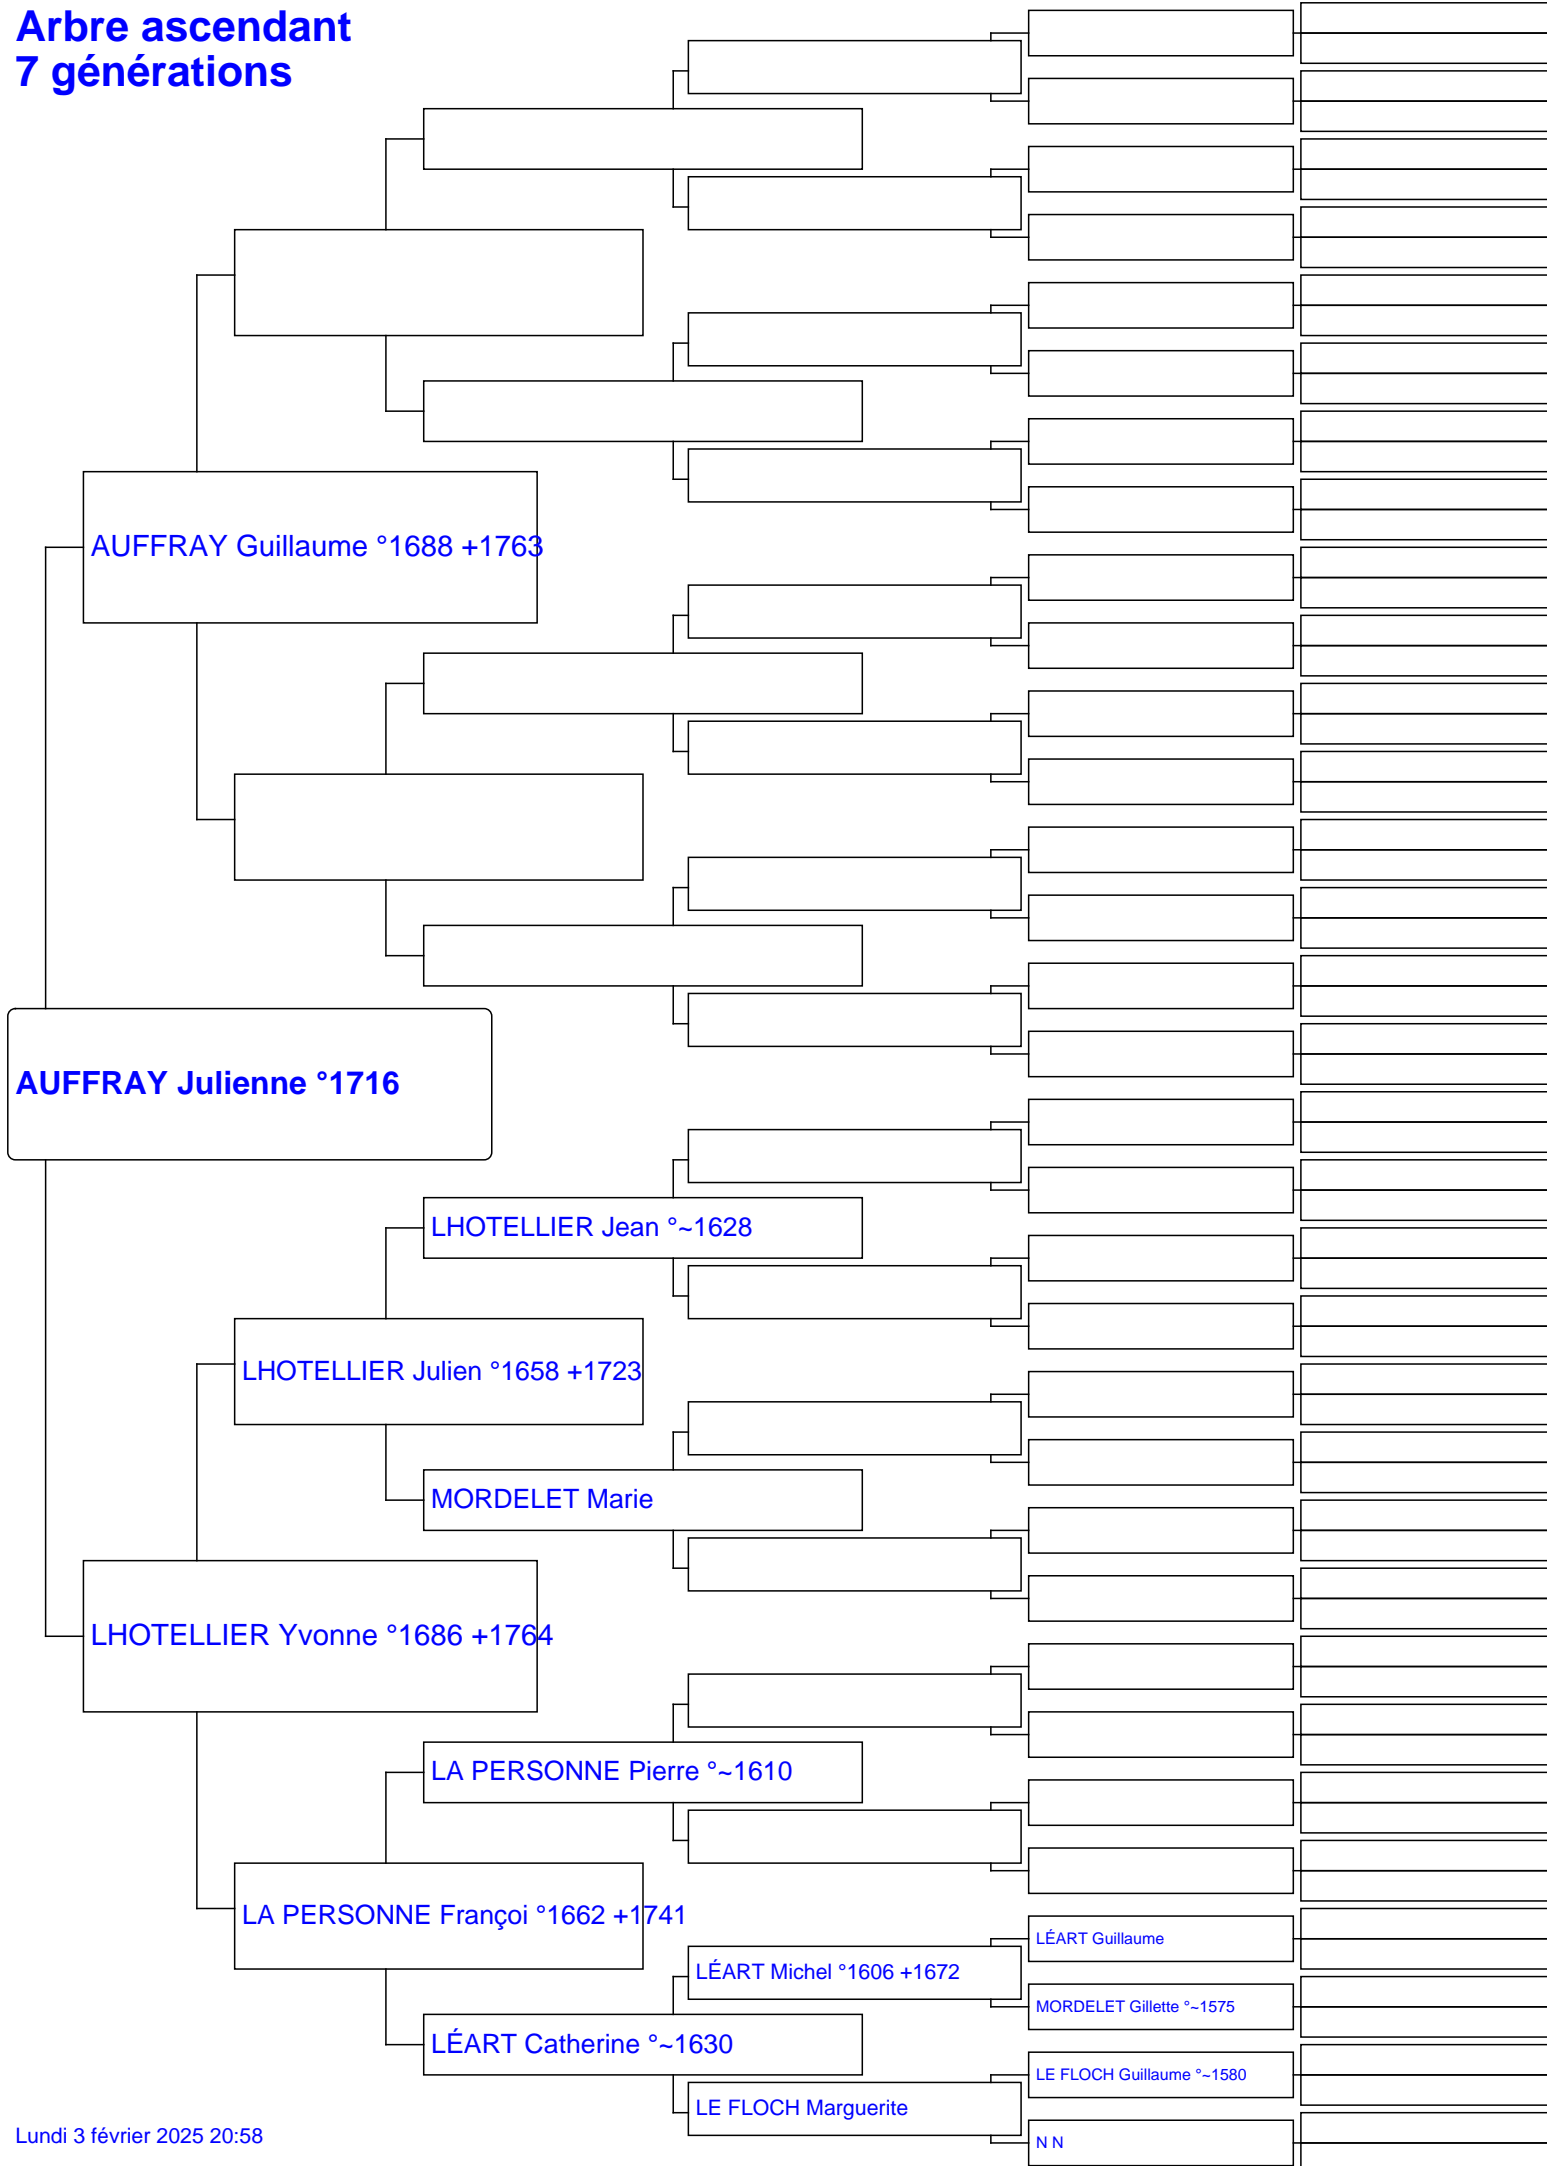 Arbre ascendant
7 générations
AUFFRAY Guillaume °1688 +1763
AUFFRAY Julienne °1716
LHOTELLIER Jean °~1628
LHOTELLIER Julien °1658 +1723
MORDELET Marie
LHOTELLIER Yvonne °1686 +1764
LA PERSONNE Pierre °~1610
LA PERSONNE Françoi °1662 +1741
LÉART Guillaume
LÉART Michel °1606 +1672
MORDELET Gillette °~1575
LÉART Catherine °~1630
LE FLOCH Guillaume °~1580
LE FLOCH Marguerite
N N
Lundi 3 février 2025 20:58